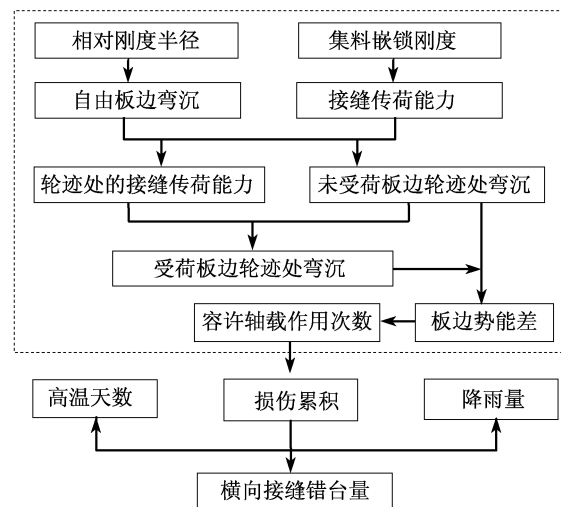 相对刚度半径
集料嵌锁刚度
自由板边弯沉
接缝传荷能力
轮迹处的接缝传荷能力
未受荷板边轮迹处弯沉
受荷板边轮迹处弯沉
容许轴载作用次数
板边势能差
高温天数
损伤累积
降雨量
横向接缝错台量